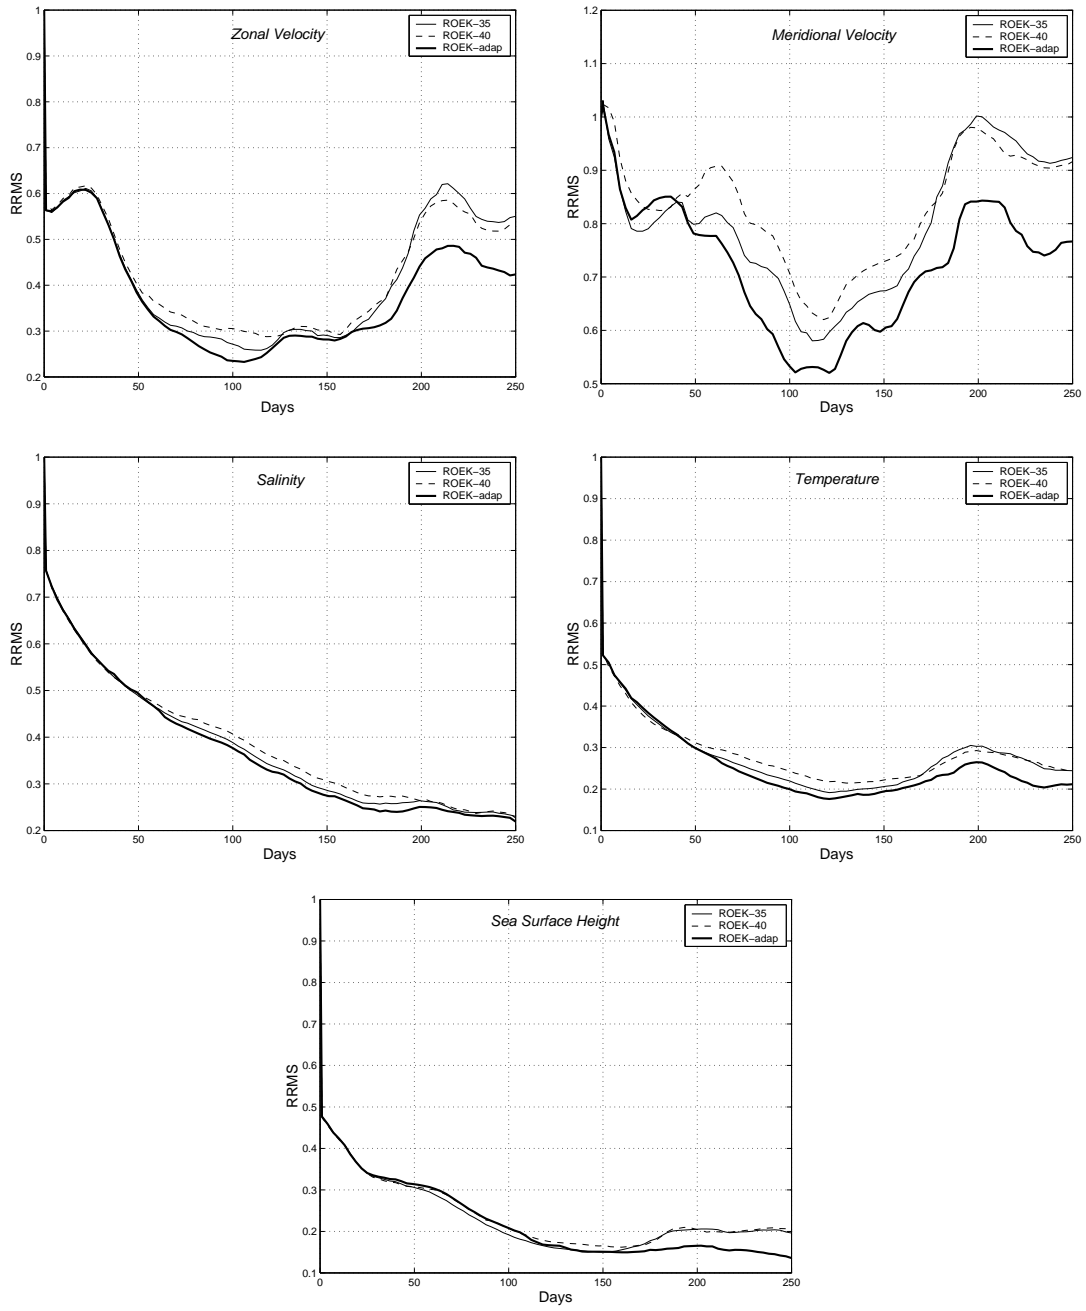 Zonal Velocity
ROEK-35
ROEK-40
ROEK-adap
1
0.9
0.8
0.7
0.6
0.5
0.4
0.3
0.2
RRMS
0 50 100 150 200 250
Days
Meridional Velocity
ROEK-35
ROEK-40
ROEK-adap
1.2
1.1
1
0.9
0.8
0.7
0.6
0.5
RRMS
0 50 100 150 200 250
Days
Salinity
ROEK-35
ROEK-40
ROEK-adap
1
0.9
0.8
0.7
0.6
0.5
0.4
0.3
0.2
RRMS
0 50 100 150 200 250
Days
Temperature
ROEK-35
ROEK-40
ROEK-adap
1
0.9
0.8
0.7
0.6
0.5
0.4
0.3
0.2
0.1
RRMS
0 50 100 150 200 250
Days
Sea Surface Height
ROEK-35
ROEK-40
ROEK-adap
1
0.9
0.8
0.7
0.6
0.5
0.4
0.3
0.2
0.1
RRMS
0 50 100 150 200 250
Days